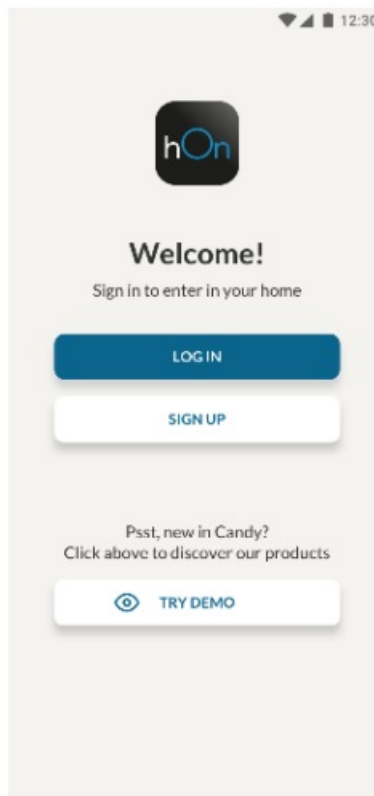 12:30
hOn
Welcome!
Sign in to enter in your home
LOG IN
SIGN UP
Psst, new in Candy?
Click above to discover our products
TRY DEMO